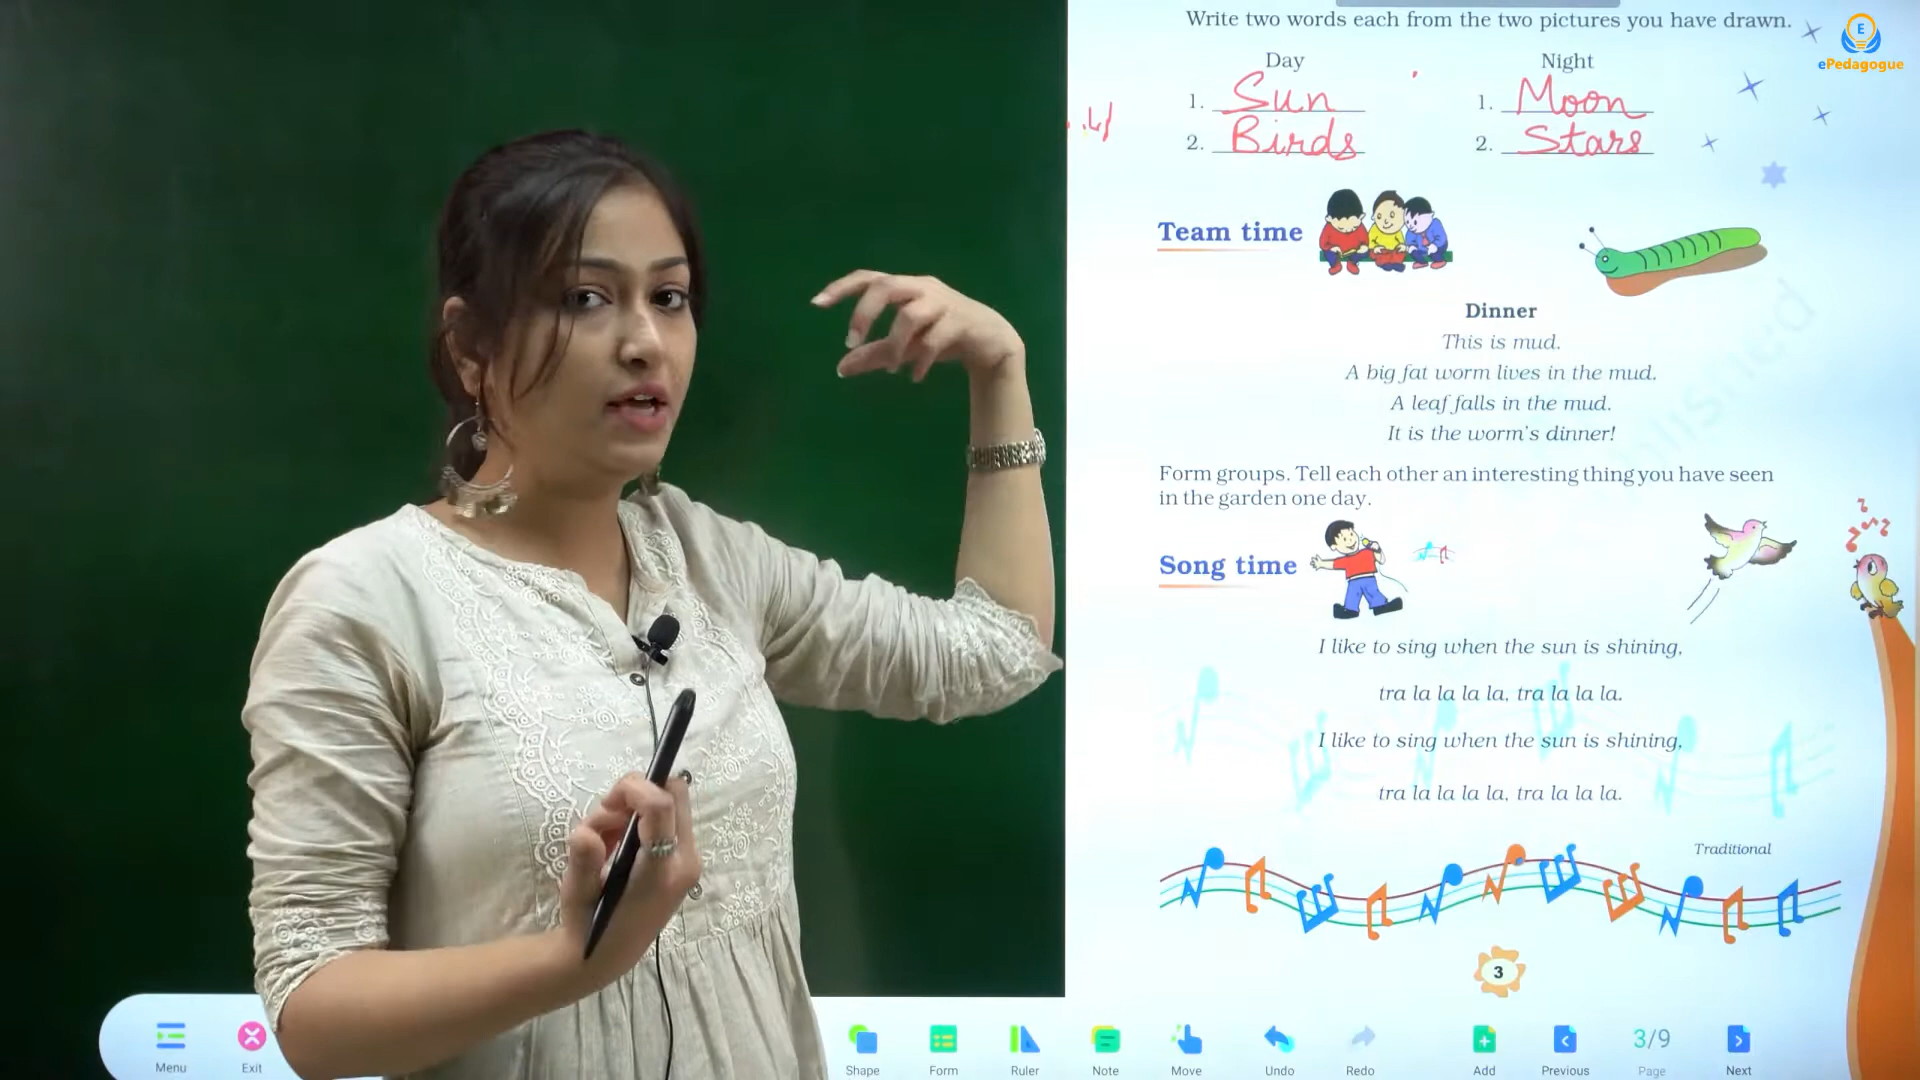 Write two words each from the two pictures you have drawn.
ePedagogue
Day Night
1. Sun 1. Moon
2. Birds 2. Stars
Team time
Dinner
This is mud.
A big fat worm lives in the mud.
A leaf falls in the mud.
It is the worm's dinner!
Form groups. Tell each other an interesting thing you have seen
in the garden one day.
Song time
I like to sing when the sun is shining,
tra la la la la, tra la la la.
I like to sing when the sun is shining,
tra la la la la, tra la la la.
Traditional
3
Menu Exit Shape Form Ruler Note Move Undo Redo Add Previous 3/9 Page Next